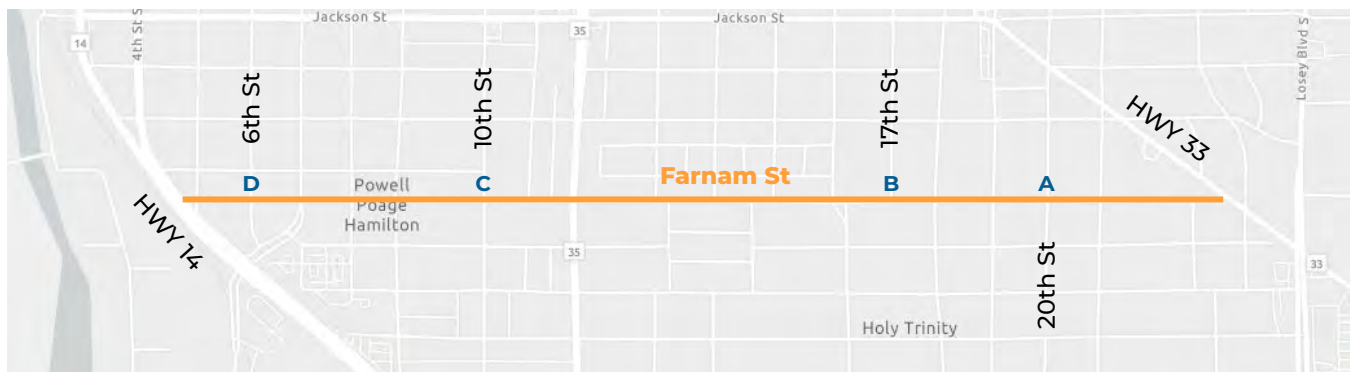 Jackson St
Jackson St
14
4th St S
35
Losey Blvd S
6th St
10th St
17th St
HWY 33
D
Powell
Poage
Hamilton
C
Farnam St
B
A
HWY 14
35
20th St
33
Holy Trinity